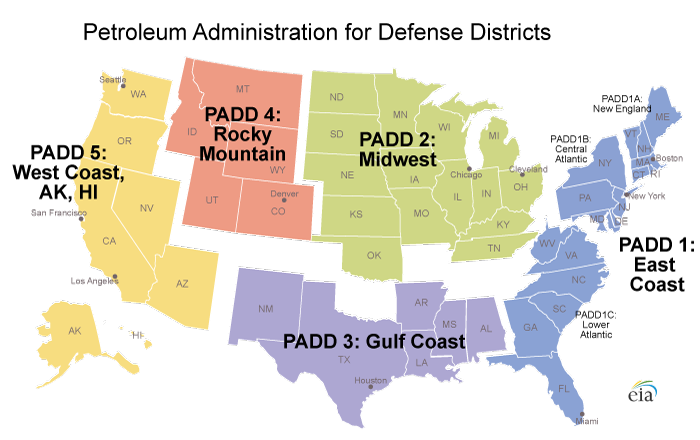 Petroleum Administration for Defense Districts
PADD1A:
New England
Seattle
WA
MT
ND
MN
ME
VT
NH
PADD 4:
Rocky
Mountain
ID
OR
SD
WI
MI
PADD1B:
Central
Atlantic
NY
MA
Boston
CT
RI
PADD 2:
Midwest
PADD 5:
West Coast,
AK, HI
WY
NE
IA
Chicago
Cleveland
PA
New York
NJ
San Francisco
NV
UT
Denver
CO
KS
MO
IL
IN
OH
MD
DE
KY
WV
VA
PADD 1:
East
Coast
CA
OK
TN
NC
Los Angeles
AZ
NM
AR
SC
PADD1C:
Lower
Atlantic
AK
HI
MS
AL
GA
PADD 3: Gulf Coast
TX
LA
Houston
FL
Miami
eia